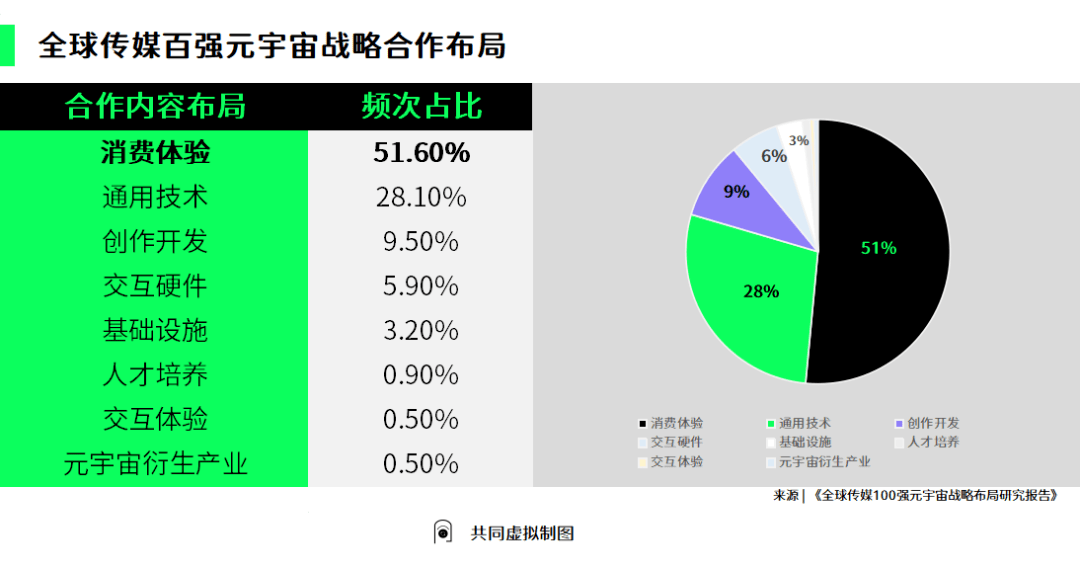 全球传媒百强元宇宙战略合作布局
合作内容布局 频次占比
消费体验 51.60%
通用技术 28.10%
创作开发 9.50%
交互硬件 5.90%
基础设施 3.20%
人才培养 0.90%
交互体验 0.50%
元宇宙衍生产业 0.50%
3%
6%
9%
51%
28%
消费体验 通用技术 创作开发
交互硬件 基础设施 人才培养
交互体验 元宇宙衍生产业
来源 | 《全球传媒100强元宇宙战略布局研究报告》
共同虚拟制图